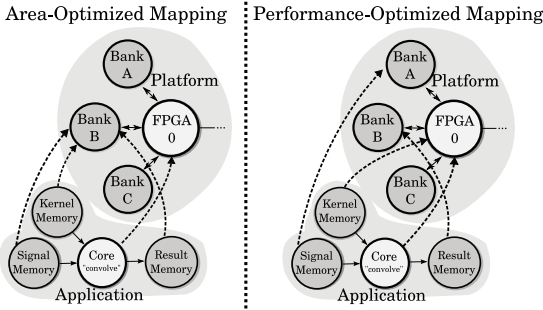 Area-Optimized Mapping
Bank
A
Platform
Bank
B
FPGA
0
...
Bank
C
Kernel
Memory
Signal
Memory
Core
"convolve"
Result
Memory
Application
Performance-Optimized Mapping
Bank
A
Platform
Bank
B
FPGA
0
...
Bank
C
Kernel
Memory
Signal
Memory
Core
"convolve"
Result
Memory
Application